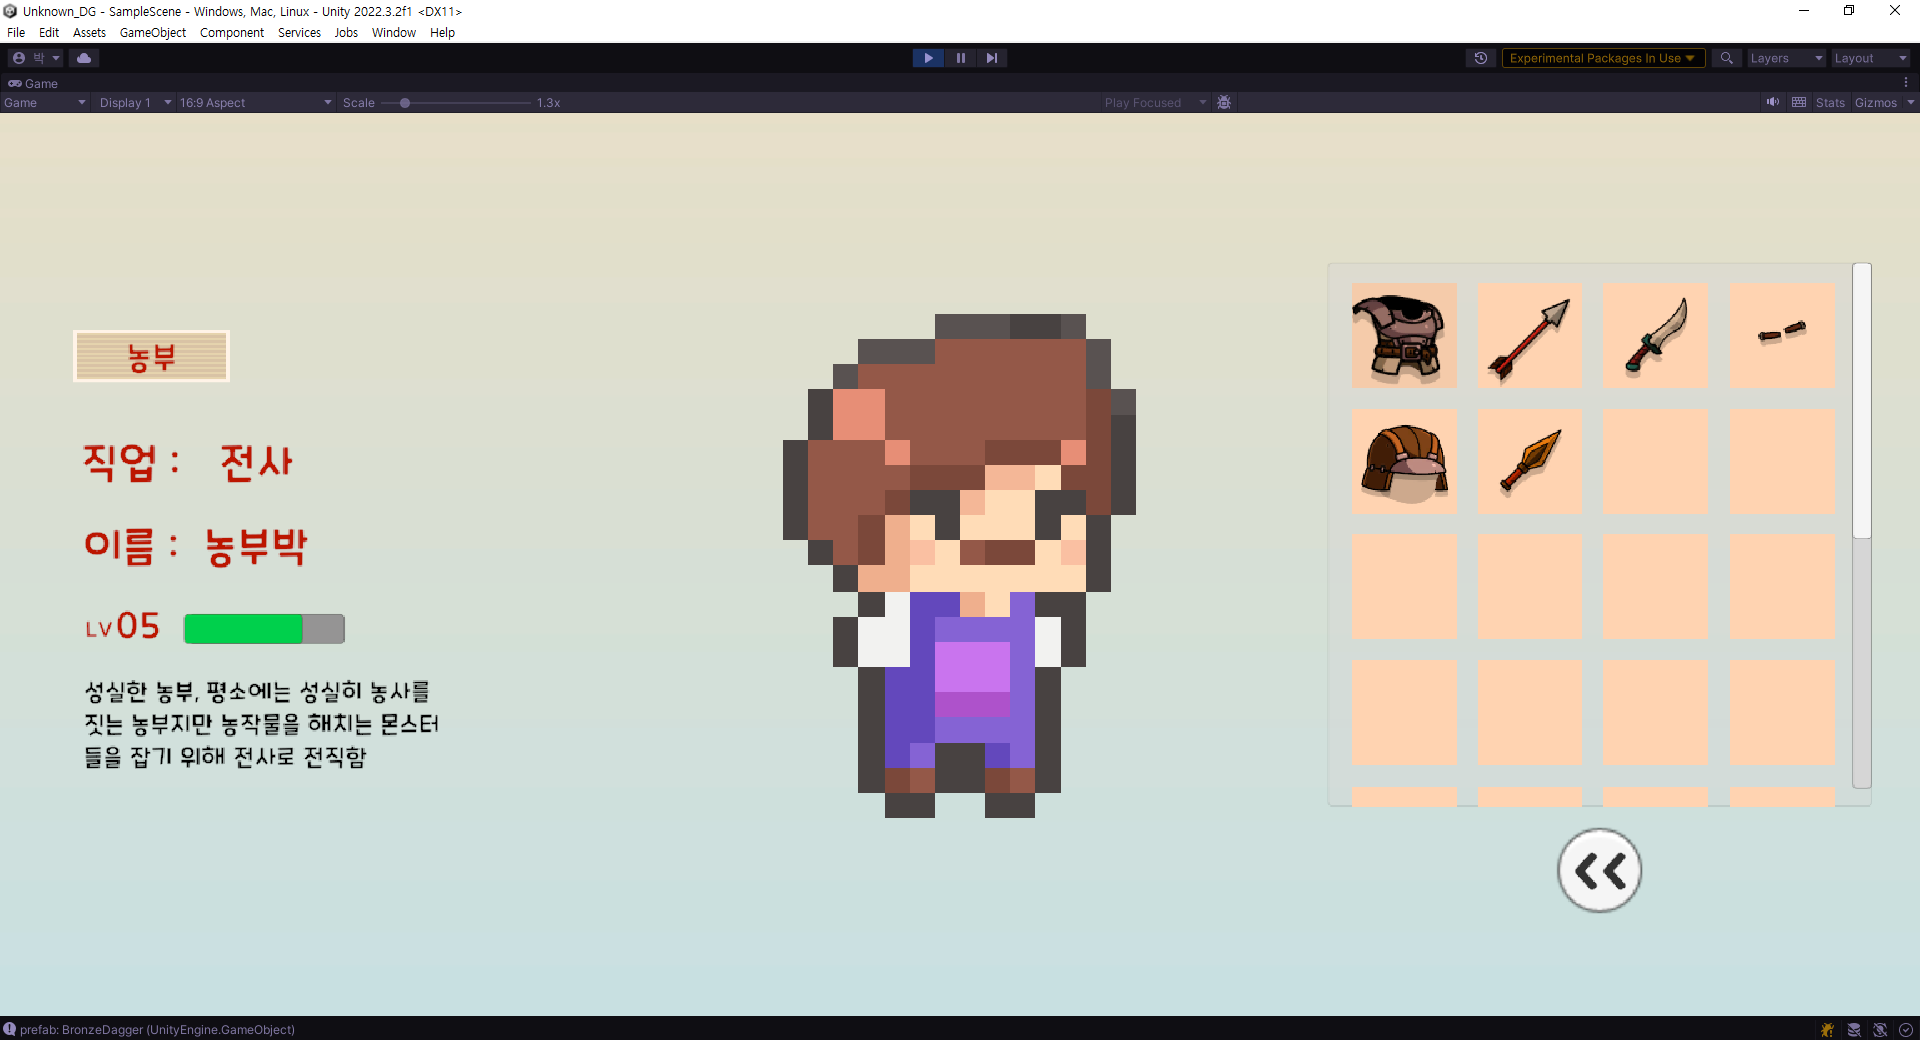 Unknown_DG - SampleScene - Windows, Mac, Linux - Unity 2022.3.2f1 <DX11>
File Edit Assets GameObject Component Services Jobs Window Help
박 Experimental Packages In Use Layers Layout
Game
Game Display 1 16:9 Aspect Scale 1.3x Play Focused Stats Gizmos
농부
직업 : 전사
이름 : 농부박
LV 05
성실한 농부, 평소에는 성실히 농사를
짓는 농부지만 농작물을 해치는 몬스터
들을 잡기 위해 전사로 전직함
prefab: BronzeDagger (UnityEngine.GameObject)